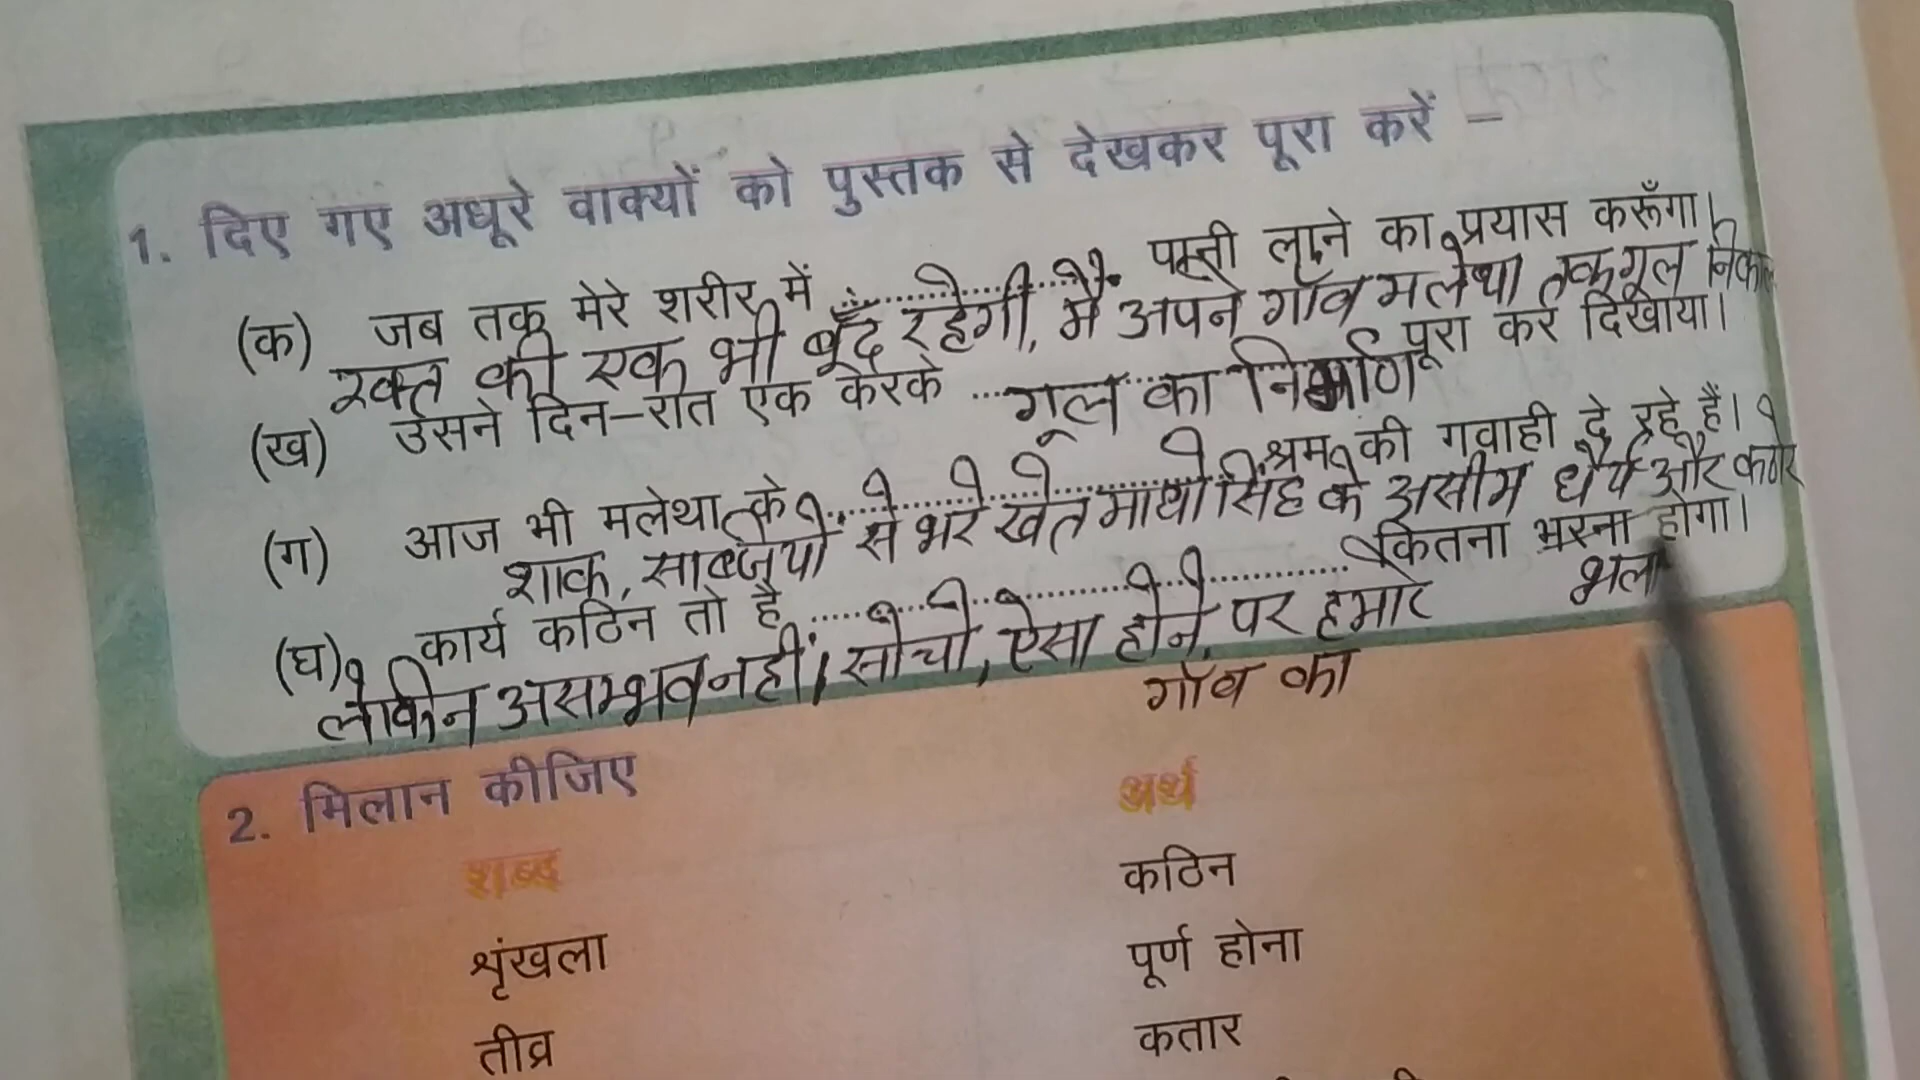 1. दिए गए अधूरे वाक्यों को पुस्तक से देखकर पूरा करें –
(क) जब तक मेरे शरीर में .................... पानी लाने का प्रयास करूँगा।
रक्त की एक भी बूँद रहेगी, मैं अपने गाँव मलेथा तक गूल
(ख) उसने दिन–रात एक करके .................... पूरा कर दिखाया।
गूल का निर्माण
(ग) आज भी मलेथा के .................... श्रम की गवाही दे रहे हैं।
शाक, सब्जियों से भरे खेत माधो सिंह के असीम धैर्य और कठोर
(घ) कार्य कठिन तो है .................... कितना भरना होगा।
लेकिन असम्भव नहीं। सोचो, ऐसा होने पर हमारे भला
गाँव का
2. मिलान कीजिए
शब्द अर्थ
कठिन
शृंखला पूर्ण होना
तीव्र कतार